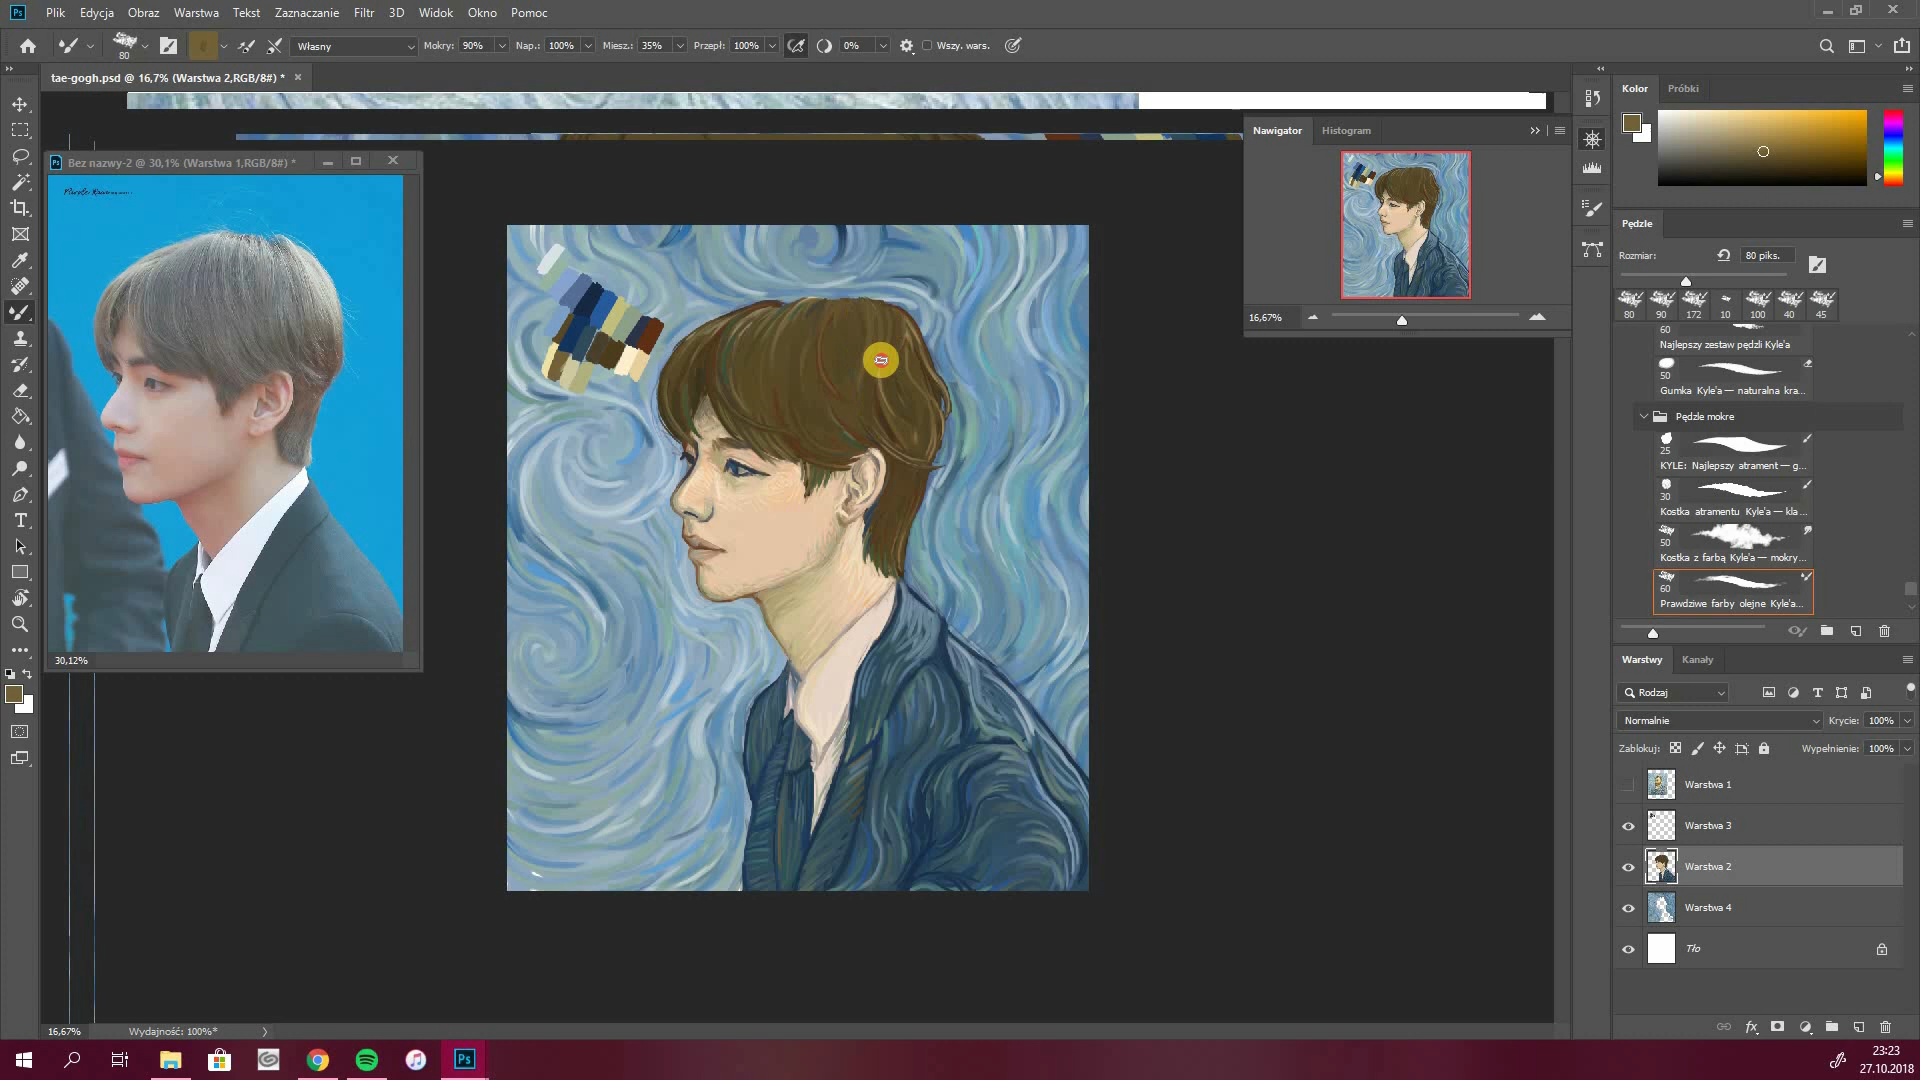 Plik Edycja Obraz Warstwa Tekst Zaznaczanie Filtr 3D Widok Okno Pomoc
80 Własny Mokry: 90% Nap.: 100% Miesz.: 35% Przepł: 100% 0% Wszy. wars.
tae-gogh.psd @ 16,7% (Warstwa 2,RGB/8#) *
Bez nazwy-2 @ 30,1% (Warstwa 1,RGB/8#) *
30,12%
Nawigator Histogram
16,67%
Kolor Próbki
Pędzle
Rozmiar: 80 piks.
80 90 172 10 100 40 45
60
Najlepszy zestaw pędzli Kyle'a
50
Gumka Kyle'a — naturalna kra...
Pędzle mokre
25
KYLE: Najlepszy atrament — g...
30
Kostka atramentu Kyle'a — kla...
50
Kostka z farbą Kyle'a — mokry...
60
Prawdziwe farby olejne Kyle'a...
Warstwy Kanały
Rodzaj
Normalnie Krycie: 100%
Zablokuj: Wypełnienie: 100%
Warstwa 1
Warstwa 3
Warstwa 2
Warstwa 4
Tło
16,67% Wydajność: 100%*
23:23
27.10.2018